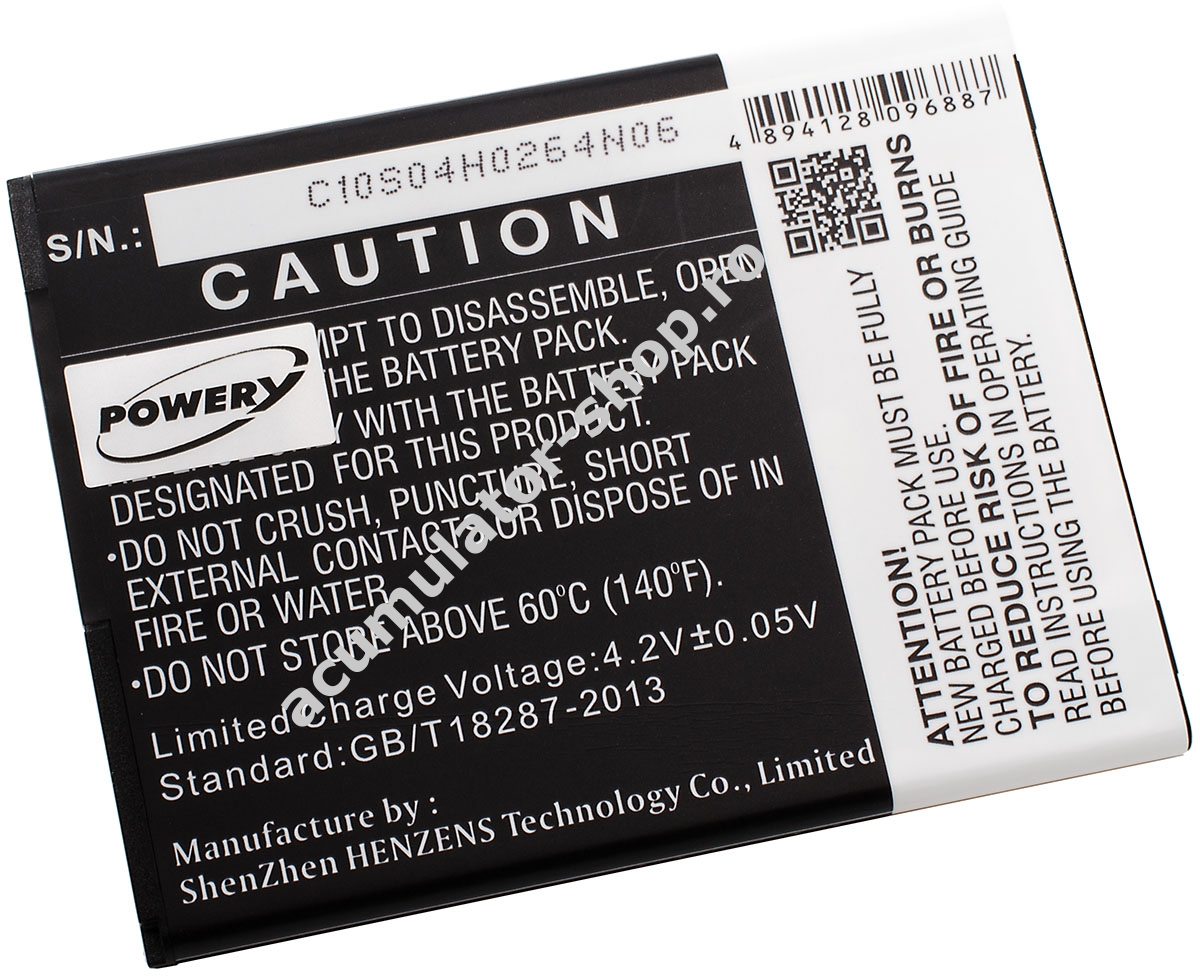 S/N.: C10S04H0264N06
CAUTION
MPT TO DISASSEMBLE, OPEN
THE BATTERY PACK.
Y WITH THE BATTERY PACK
DESIGNATED FOR THIS PRODUCT.
•DO NOT CRUSH, PUNCTURE, SHORT
EXTERNAL CONTACT OR DISPOSE OF IN
FIRE OR WATER.
•DO NOT STORE ABOVE 60°C (140°F).
Limited Charge Voltage:4.2V±0.05V
Standard:GB/T18287-2013
Manufacture by :
ShenZhen HENZENS Technology Co., Limited
POWERY
4 894128 096887
ATTENTION!
NEW BATTERY PACK MUST BE FULLY
CHARGED BEFORE USE.
TO REDUCE RISK OF FIRE OR BURNS
READ INSTRUCTIONS IN OPERATING GUIDE
BEFORE USING THE BATTERY.
acumulator-shop.ro